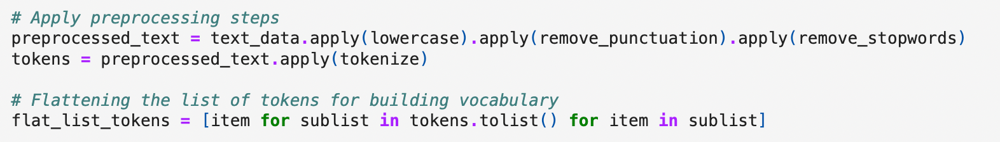 # Apply preprocessing steps
preprocessed_text = text_data.apply(lowercase).apply(remove_punctuation).apply(remove_stopwords)
tokens = preprocessed_text.apply(tokenize)
# Flattening the list of tokens for building vocabulary
flat_list_tokens = [item for sublist in tokens.tolist() for item in sublist]